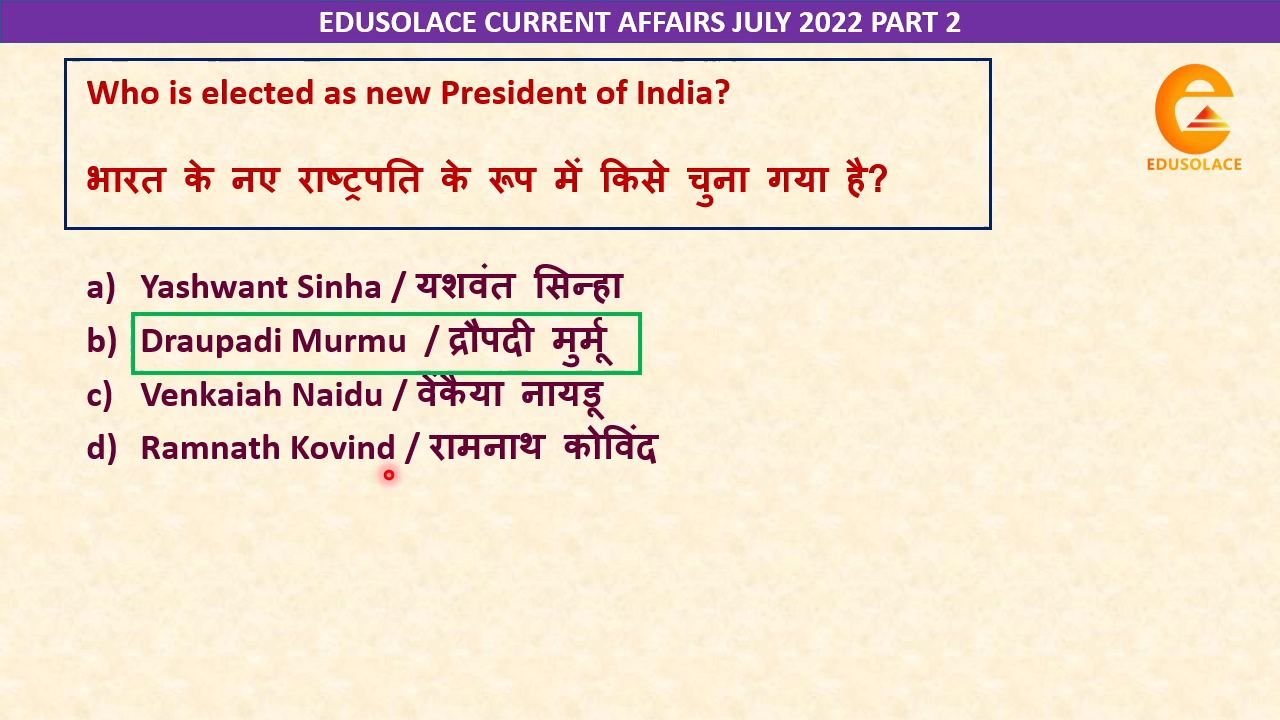 EDUSOLACE CURRENT AFFAIRS JULY 2022 PART 2
Who is elected as new President of India?
भारत के नए राष्ट्रपति के रूप में किसे चुना गया है?
EDUSOLACE
a) Yashwant Sinha / यशवंत सिन्हा
b) Draupadi Murmu / द्रौपदी मुर्मू
c) Venkaiah Naidu / वेंकैया नायडू
d) Ramnath Kovind / रामनाथ कोविंद